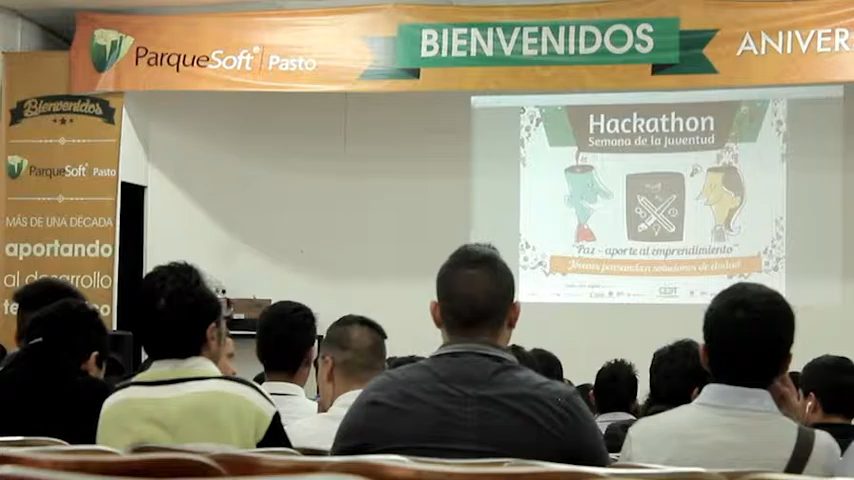 ParqueSoft Pasto
BIENVENIDOS
ANIVER
Bienvenidos
ParqueSoft Pasto
MÁS DE UNA DÉCADA
aportando
al desarrollo
Hackathon
Semana de la Juventud
"Paz - aporte al emprendimiento"
Jóvenes pensando en soluciones de ciudad